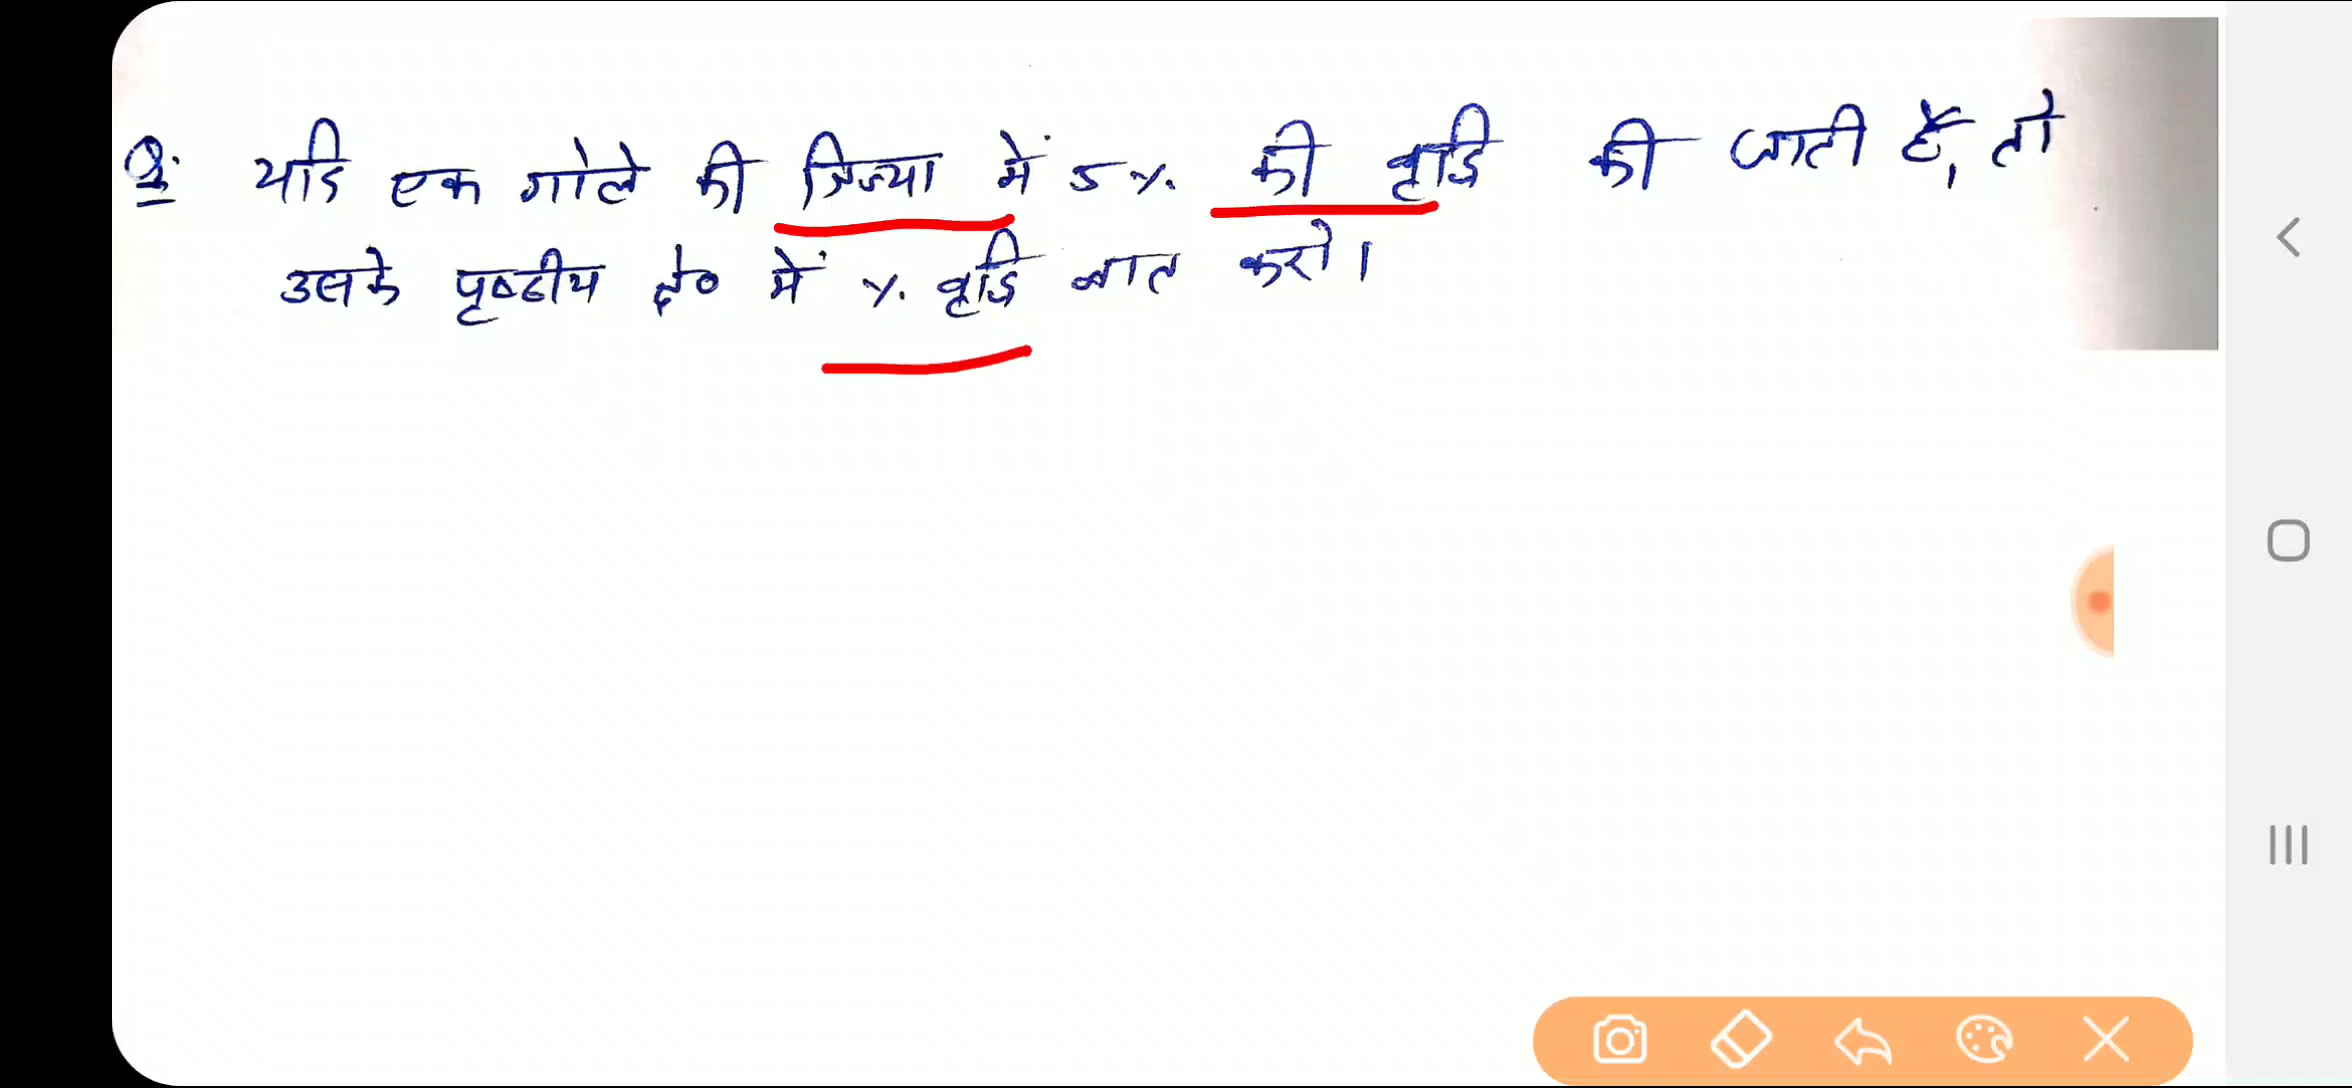 Q. यदि एक गोले की त्रिज्या में 5 % की वृद्धि की जाती है, तो
उसके पृष्ठीय क्षे० में % वृद्धि ज्ञात करो।